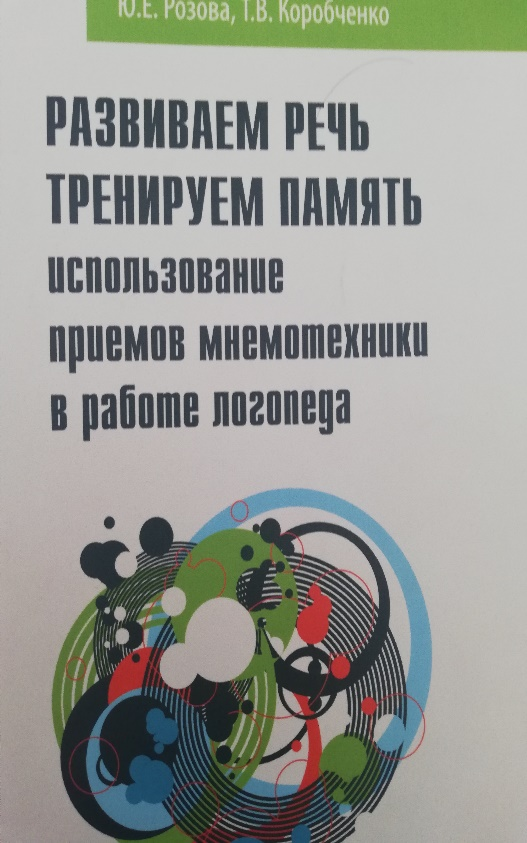 Ю.Е. Розова, Т.В. Коробченко
РАЗВИВАЕМ РЕЧЬ
ТРЕНИРУЕМ ПАМЯТЬ
использование
приемов мнемотехники
в работе логопеда